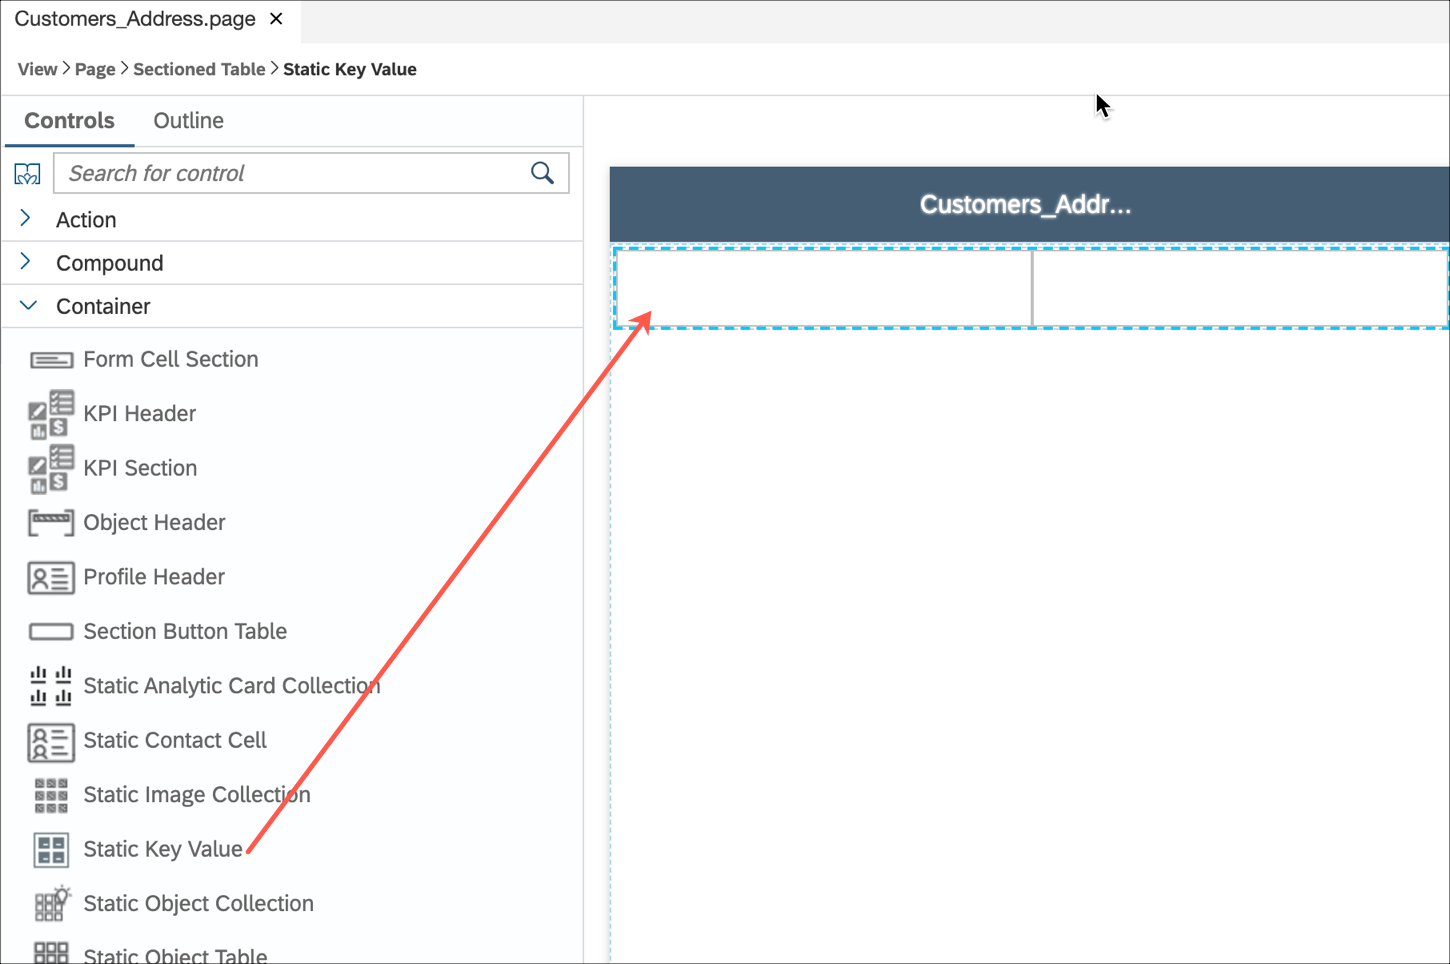 Customers_Address.page ×
View > Page > Sectioned Table > Static Key Value
Controls Outline
Search for control
Action
Compound
Container
Form Cell Section
KPI Header
KPI Section
Object Header
Profile Header
Section Button Table
Static Analytic Card Collection
Static Contact Cell
Static Image Collection
Static Key Value
Static Object Collection
Static Object Table
Customers_Addr...